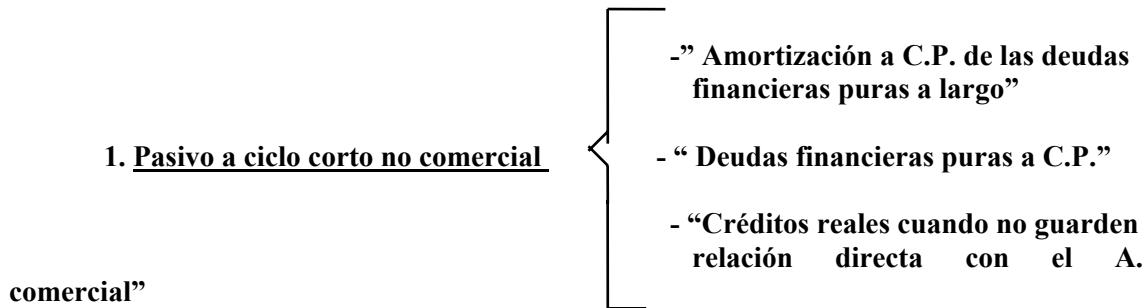 -” Amortización a C.P. de las deudas
financieras puras a largo”
1. Pasivo a ciclo corto no comercial
- “ Deudas financieras puras a C.P.”
- “Créditos reales cuando no guarden
relación directa con el A.
comercial”